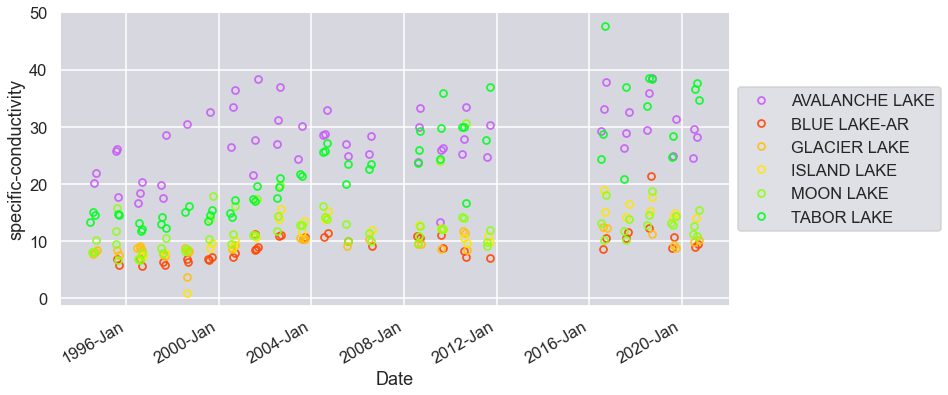 50
40
30
20
10
0
specific-conductivity
1996-Jan
2000-Jan
2004-Jan
2008-Jan
2012-Jan
2016-Jan
2020-Jan
Date
AVALANCHE LAKE
BLUE LAKE-AR
GLACIER LAKE
ISLAND LAKE
MOON LAKE
TABOR LAKE